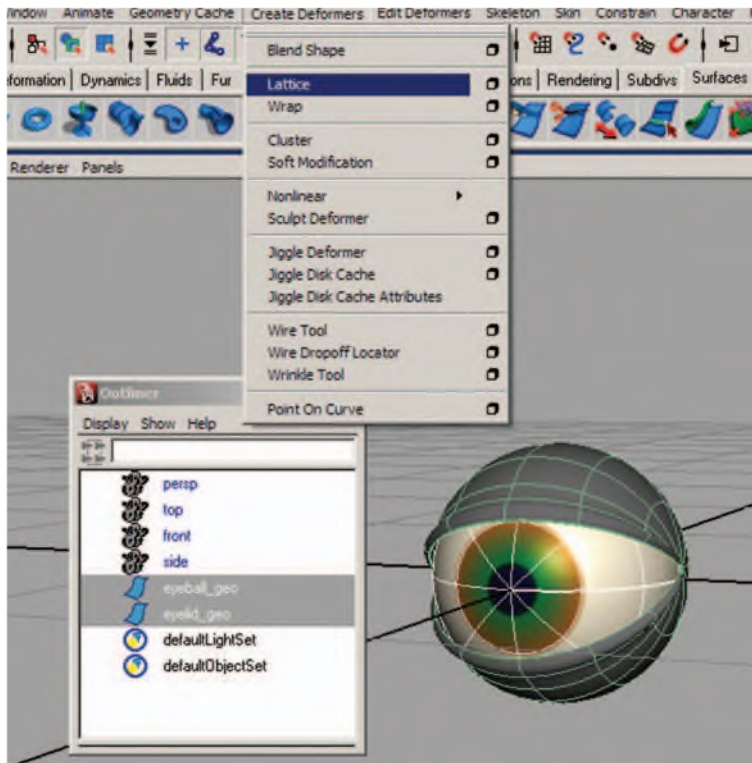 Window Animate Geometry Cache Create Deformers Edit Deformers Skeleton Skin Constrain Character
Deformation Dynamics Fluids Fur
ons Rendering Subdivs Surfaces
Renderer Panels
Blend Shape
Lattice
Wrap
Cluster
Soft Modification
Nonlinear
Sculpt Deformer
Jiggle Deformer
Jiggle Disk Cache
Jiggle Disk Cache Attributes
Wire Tool
Wire Dropoff Locator
Wrinkle Tool
Point On Curve
Outliner
Display Show Help
persp
top
front
side
eyeball_geo
eyelid_geo
defaultLightSet
defaultObjectSet